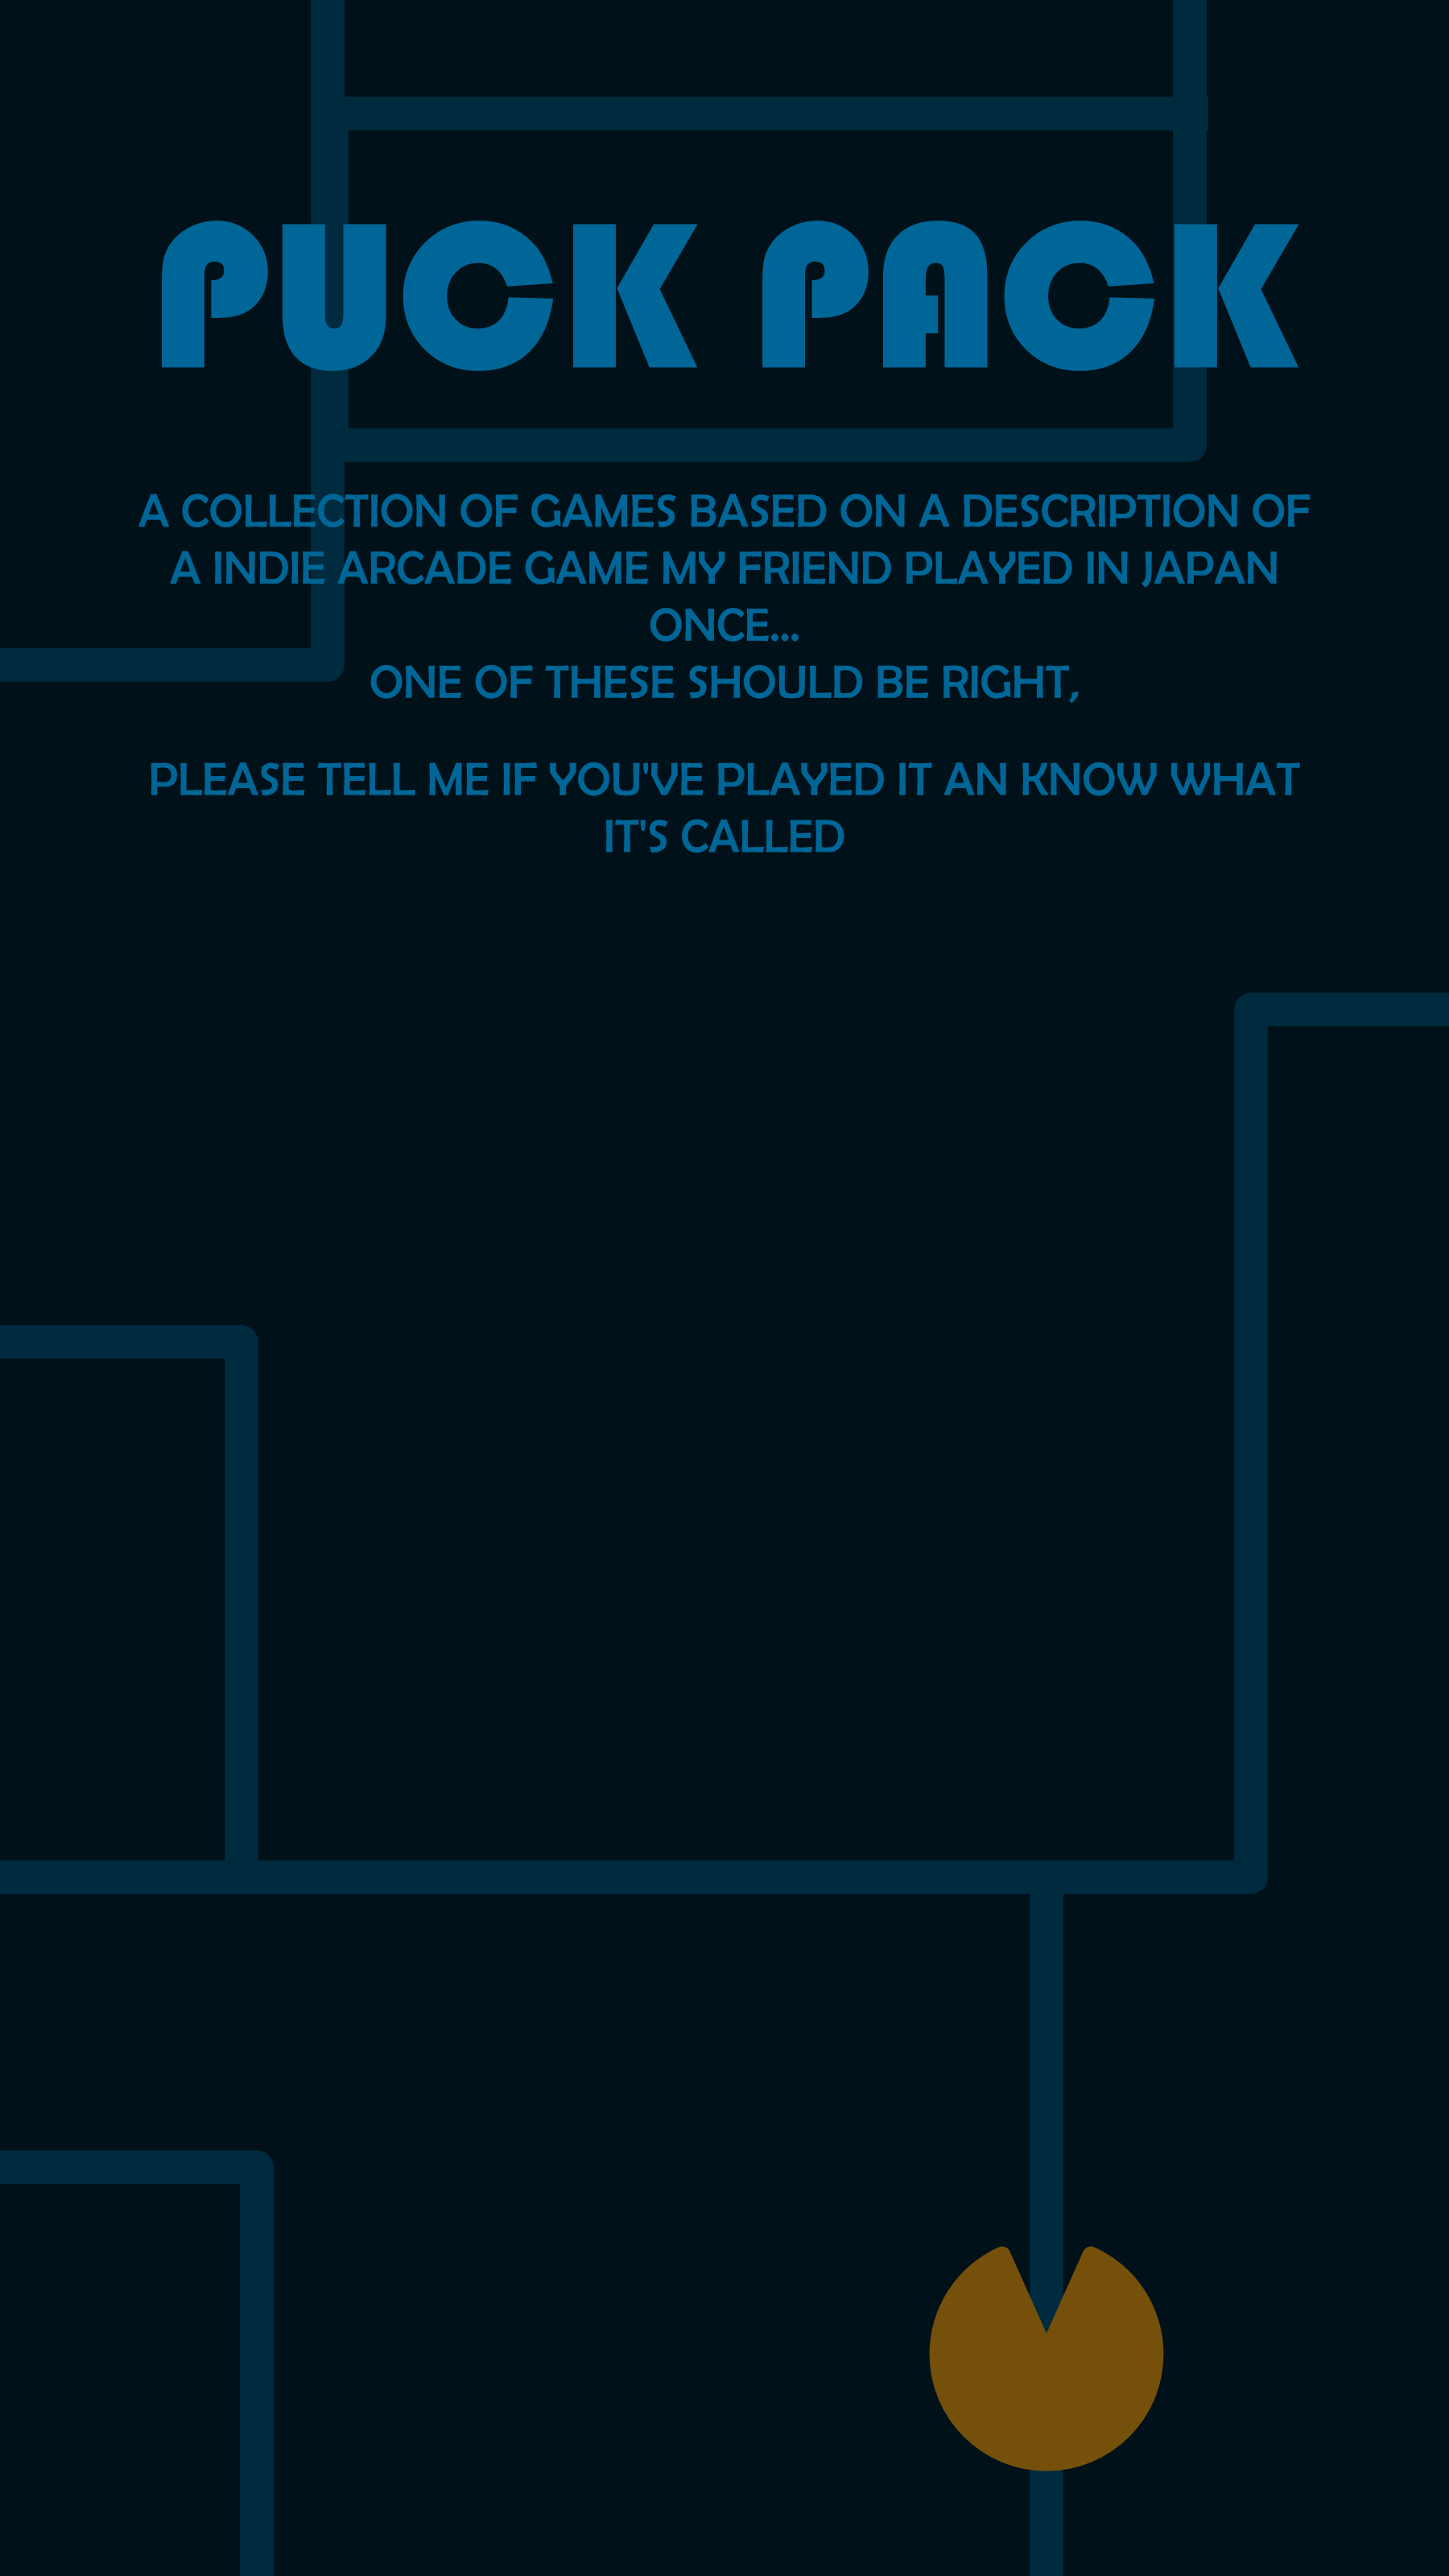 PUCK PACK
A COLLECTION OF GAMES BASED ON A DESCRIPTION OF
A INDIE ARCADE GAME MY FRIEND PLAYED IN JAPAN
ONCE...
ONE OF THESE SHOULD BE RIGHT,
PLEASE TELL ME IF YOU'VE PLAYED IT AN KNOW WHAT
IT'S CALLED